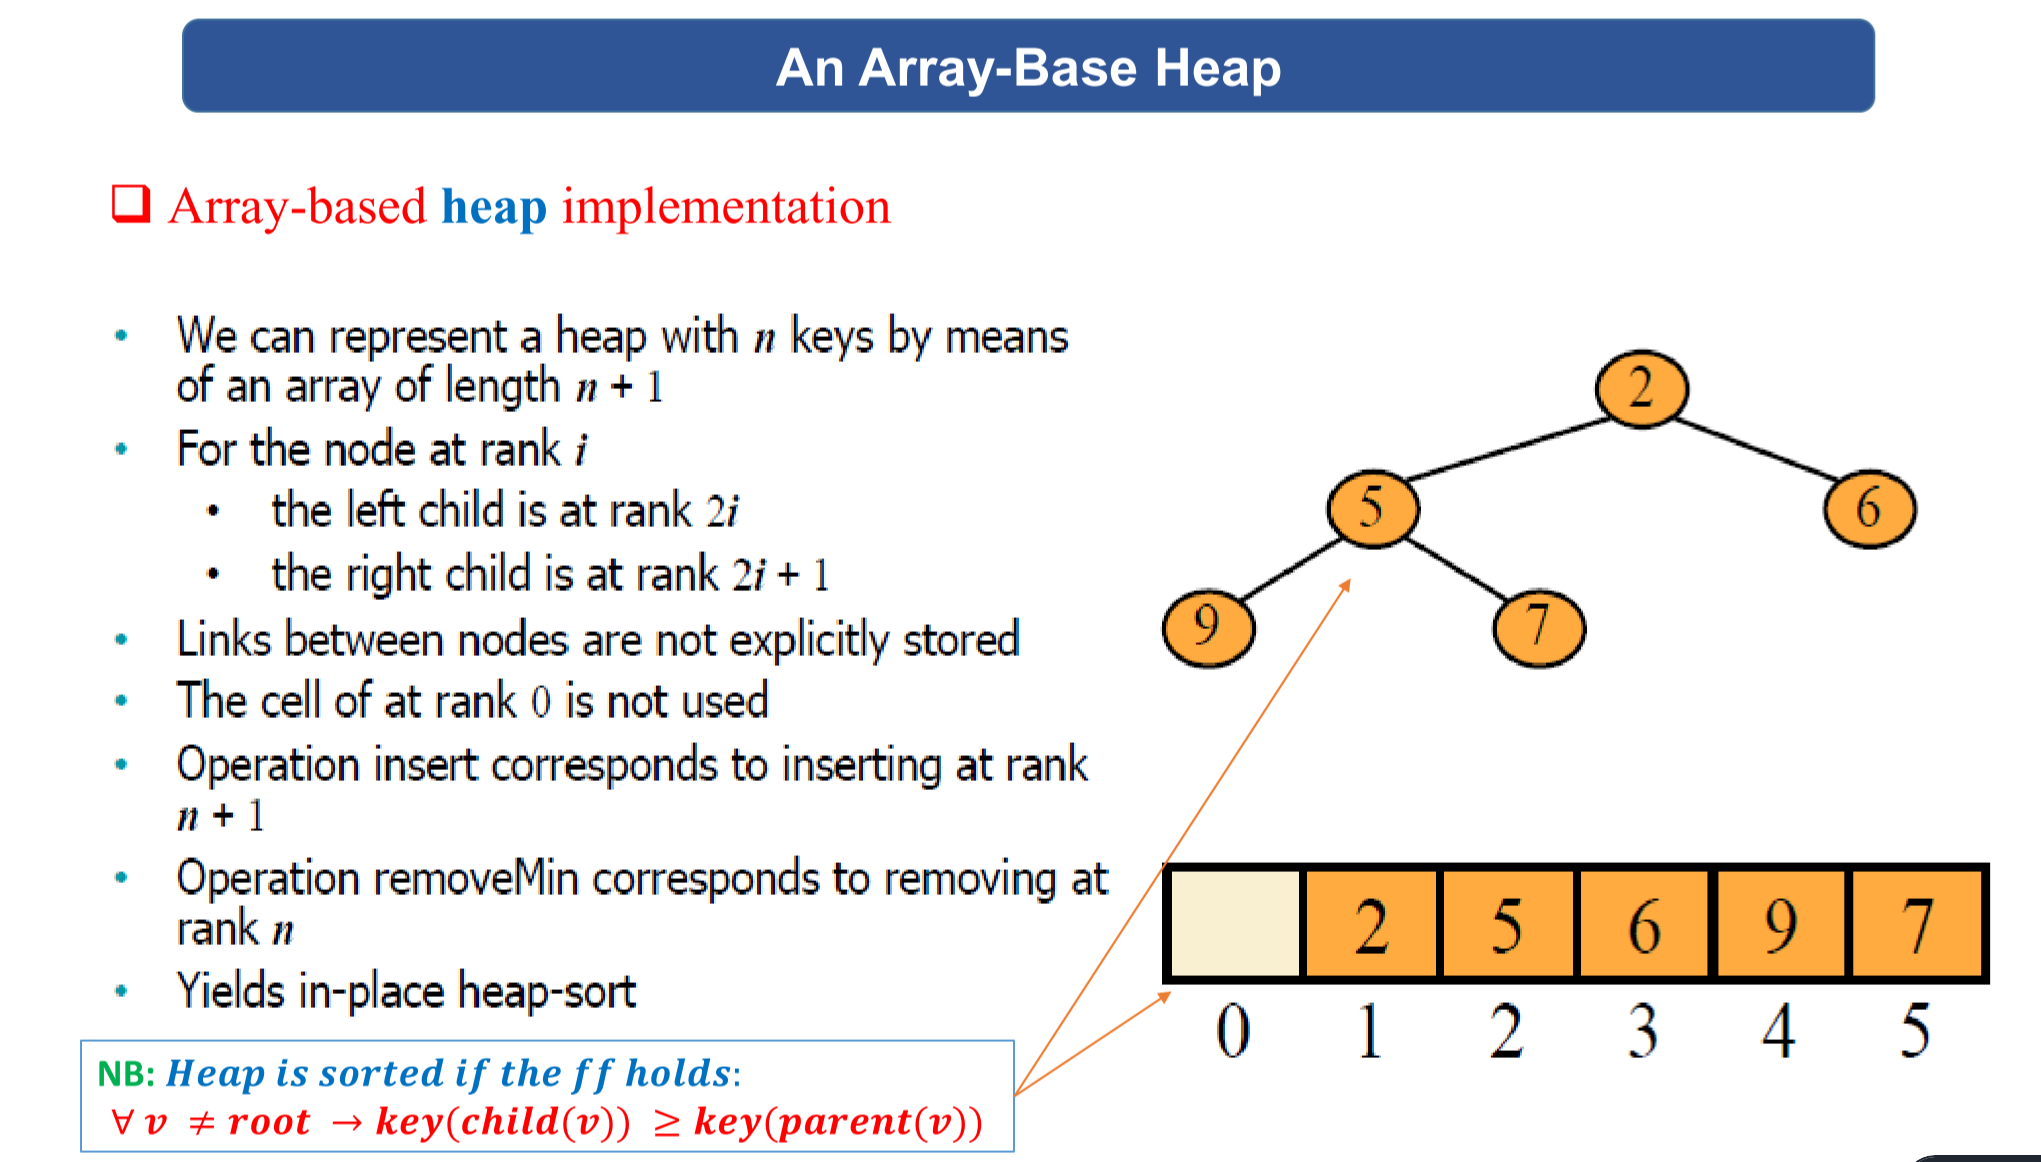 An Array-Base Heap
Array-based heap implementation
• We can represent a heap with n keys by means
of an array of length n + 1
• For the node at rank i
• the left child is at rank 2i
• the right child is at rank 2i + 1
• Links between nodes are not explicitly stored
• The cell of at rank 0 is not used
• Operation insert corresponds to inserting at rank
n + 1
• Operation removeMin corresponds to removing at
rank n
• Yields in-place heap-sort
NB: Heap is sorted if the ff holds:
∀ v ≠ root → key(child(v)) ≥ key(parent(v))
2
5
6
9
7
2 5 6 9 7
0 1 2 3 4 5